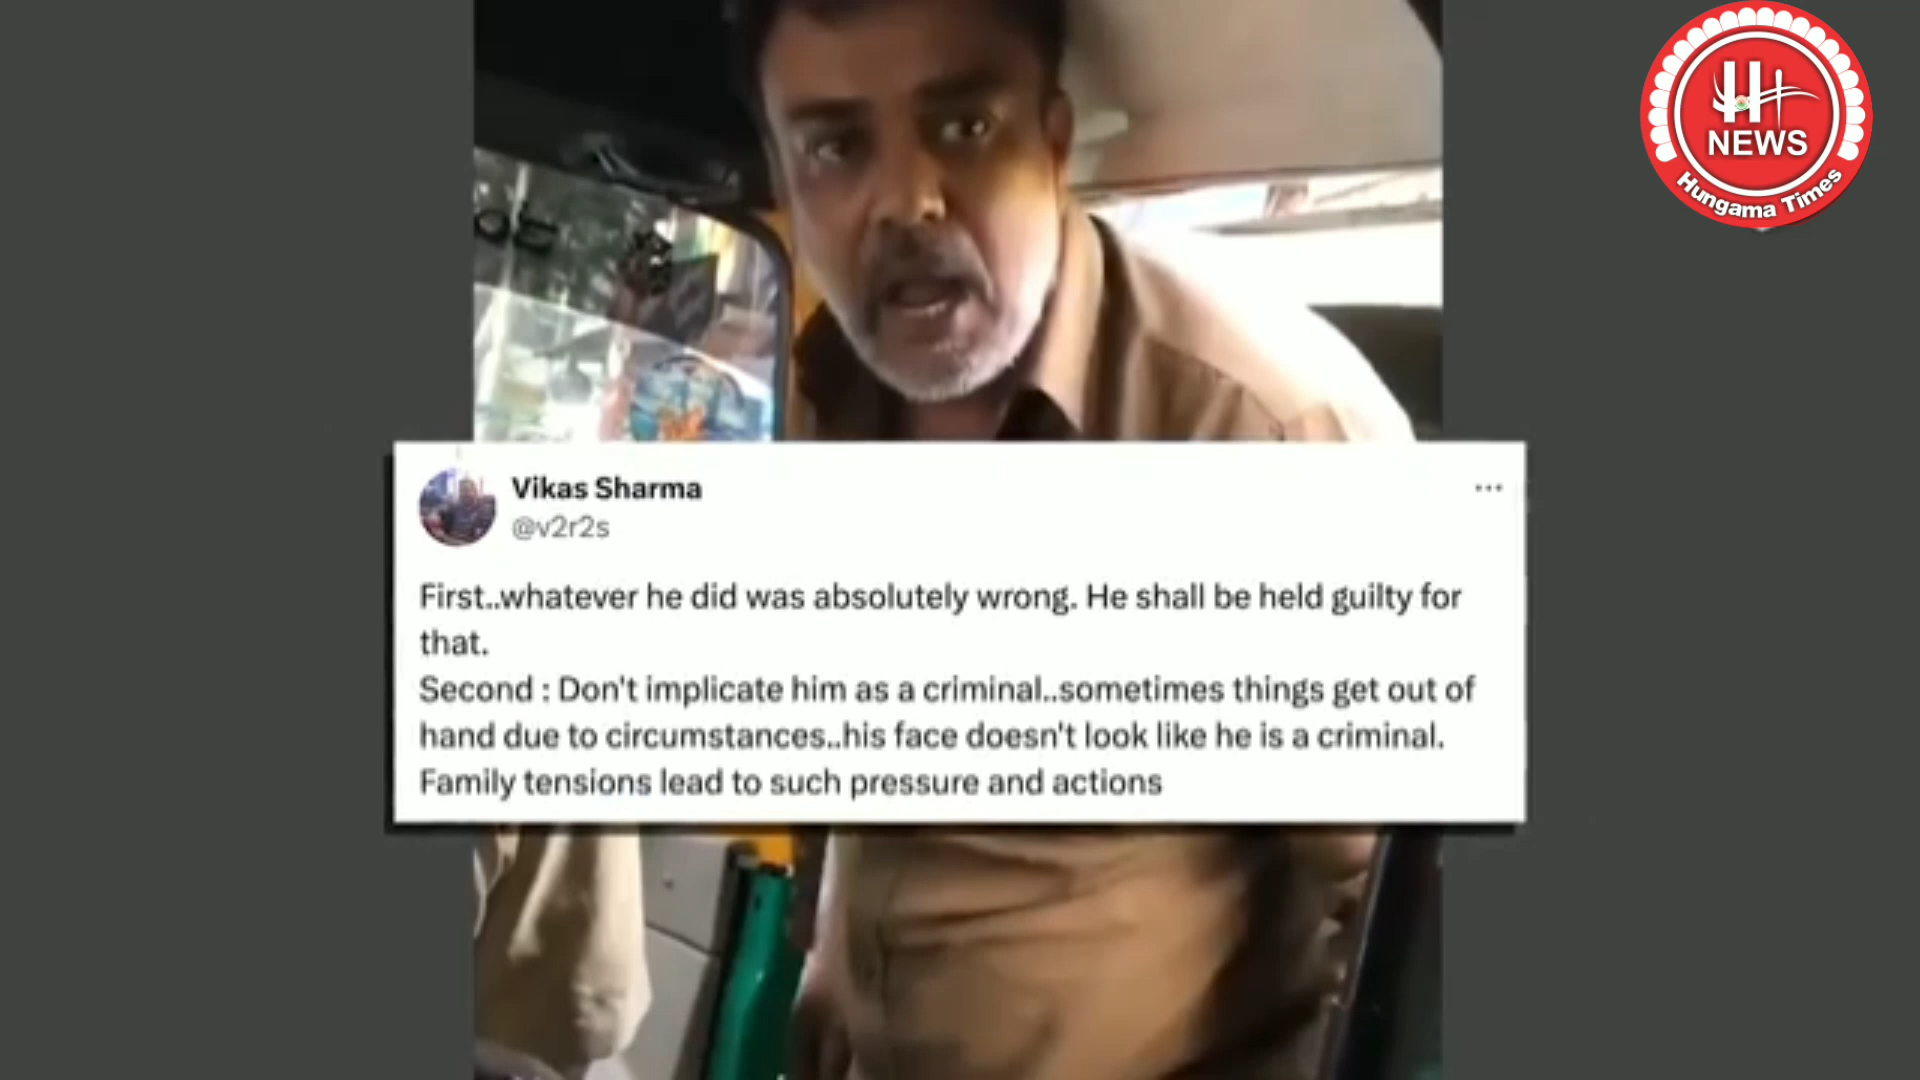 H
NEWS
Hungama Times
Vikas Sharma
@v2r2s
First..whatever he did was absolutely wrong. He shall be held guilty for
that.
Second : Don't implicate him as a criminal..sometimes things get out of
hand due to circumstances..his face doesn't look like he is a criminal.
Family tensions lead to such pressure and actions